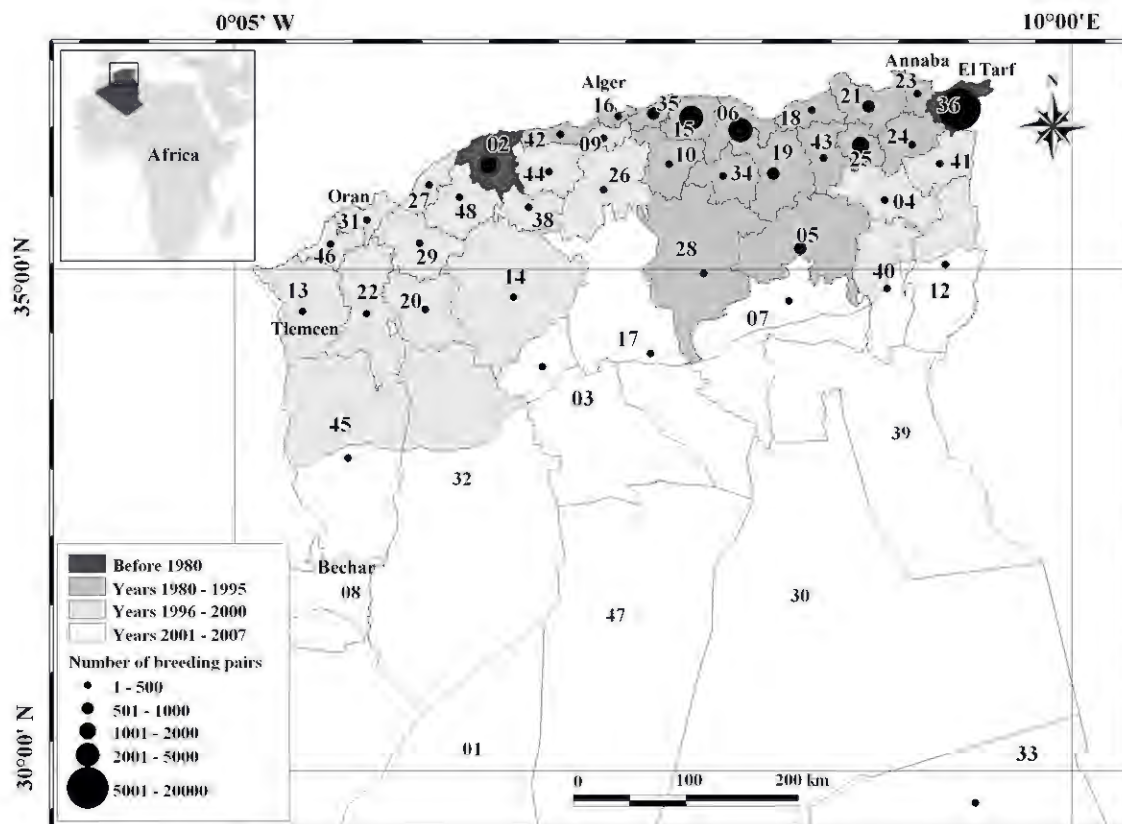 0°05' W
10°00'E
Annaba
El Tarf
Alger
N
23
16
35
21
36
06
18
15
42
02
09
24
43
19
25
10
41
44
34
26
27
04
Oran
48
38
31
05
29
28
46
35°00'N
40
14
13
22
20
12
07
Tlemcen
17
03
45
39
32
Africa
Before 1980
Years 1980 - 1995
Years 1996 - 2000
Years 2001 - 2007
Number of breeding pairs
1 - 500
501 - 1000
1001 - 2000
2001 - 5000
5001 - 20000
Bechar
08
47
30
30°00' N
01
33
0
100
200 km